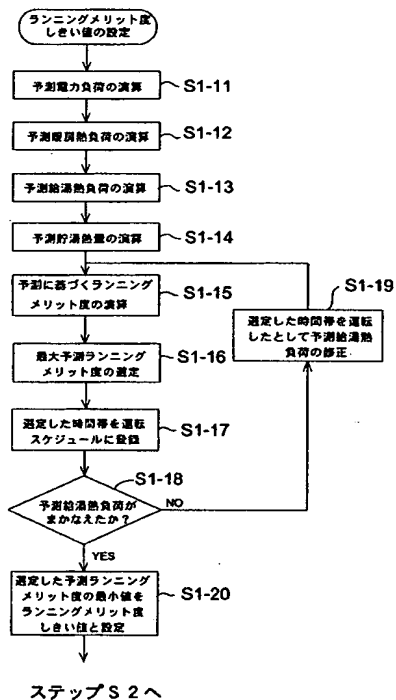 ランニングメリット度
しきい値の設定
予測電力負荷の演算
S1-11
予測暖房熱負荷の演算
S1-12
予測給湯熱負荷の演算
S1-13
予測貯湯熱量の演算
S1-14
予測に基づくランニング
メリット度の演算
S1-15
S1-19
選定した時間帯を運転
したとして予測給湯熱
負荷の修正
最大予測ランニング
メリット度の選定
S1-16
選定した時間帯を運転
スケジュールに登録
S1-17
S1-18
予測給湯熱負荷が
まかなえたか?
NO
YES
選定した予測ランニング
メリット度の最小値を
ランニングメリット度
しきい値と設定
S1-20
ステップS2へ